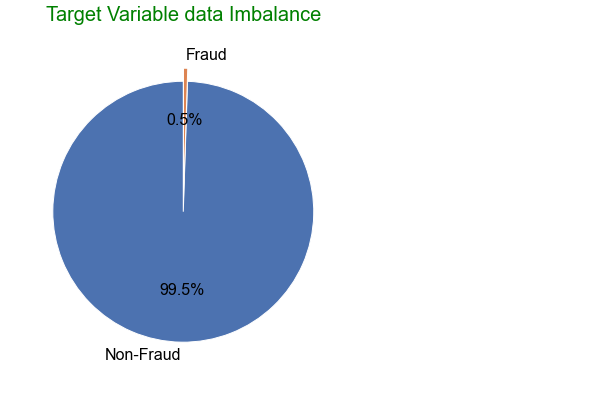 Target Variable data Imbalance
Fraud
0.5%
99.5%
Non-Fraud